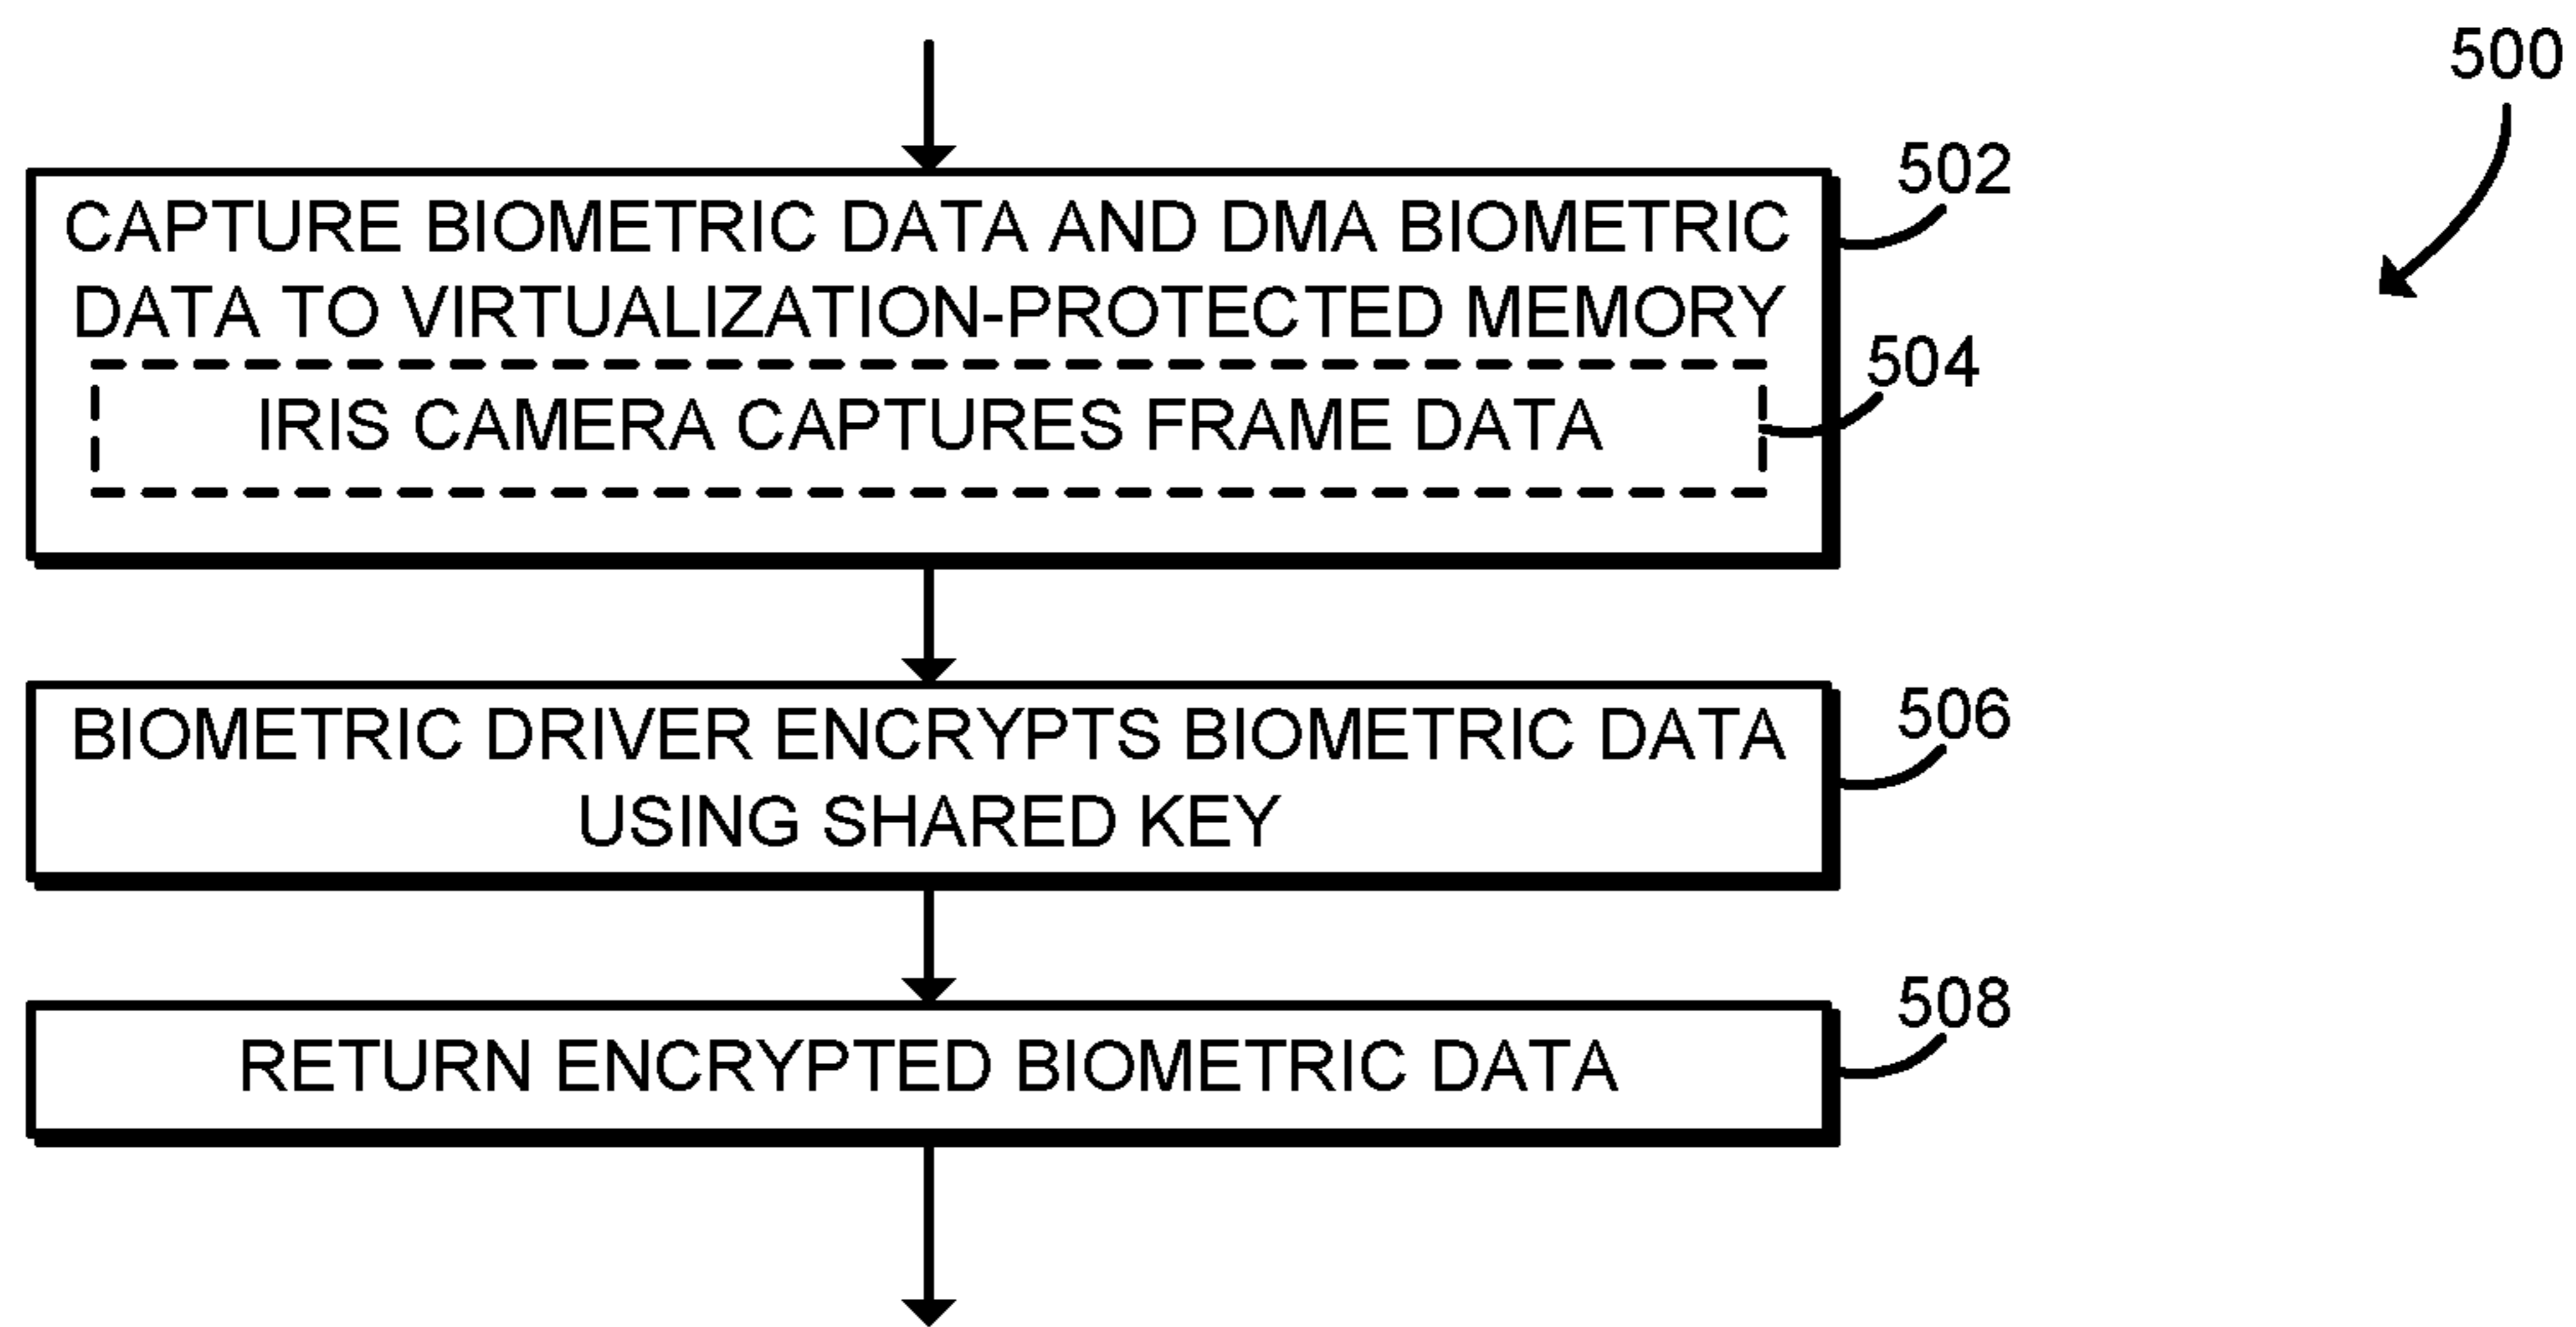 500
502
CAPTURE BIOMETRIC DATA AND DMA BIOMETRIC
DATA TO VIRTUALIZATION-PROTECTED MEMORY
504
IRIS CAMERA CAPTURES FRAME DATA
506
BIOMETRIC DRIVER ENCRYPTS BIOMETRIC DATA
USING SHARED KEY
508
RETURN ENCRYPTED BIOMETRIC DATA